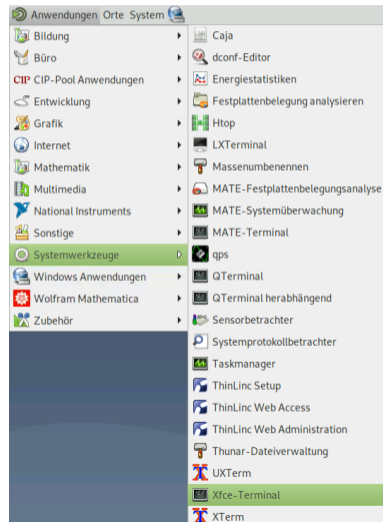 Anwendungen Orte System
Bildung
Büro
CIP CIP-Pool Anwendungen
Entwicklung
Grafik
Internet
Mathematik
Multimedia
National Instruments
Sonstige
Systemwerkzeuge
Windows Anwendungen
Wolfram Mathematica
Zubehör
Caja
dconf-Editor
Energiestatistiken
Festplattenbelegung analysieren
Htop
LXTerminal
Massenumbenennen
MATE-Festplattenbelegungsanalyse
MATE-Systemüberwachung
MATE-Terminal
qps
QTerminal
QTerminal herabhängend
Sensorbetrachter
Systemprotokollbetrachter
Taskmanager
ThinLinc Setup
ThinLinc Web Access
ThinLinc Web Administration
Thunar-Dateiverwaltung
UXTerm
Xfce-Terminal
XTerm